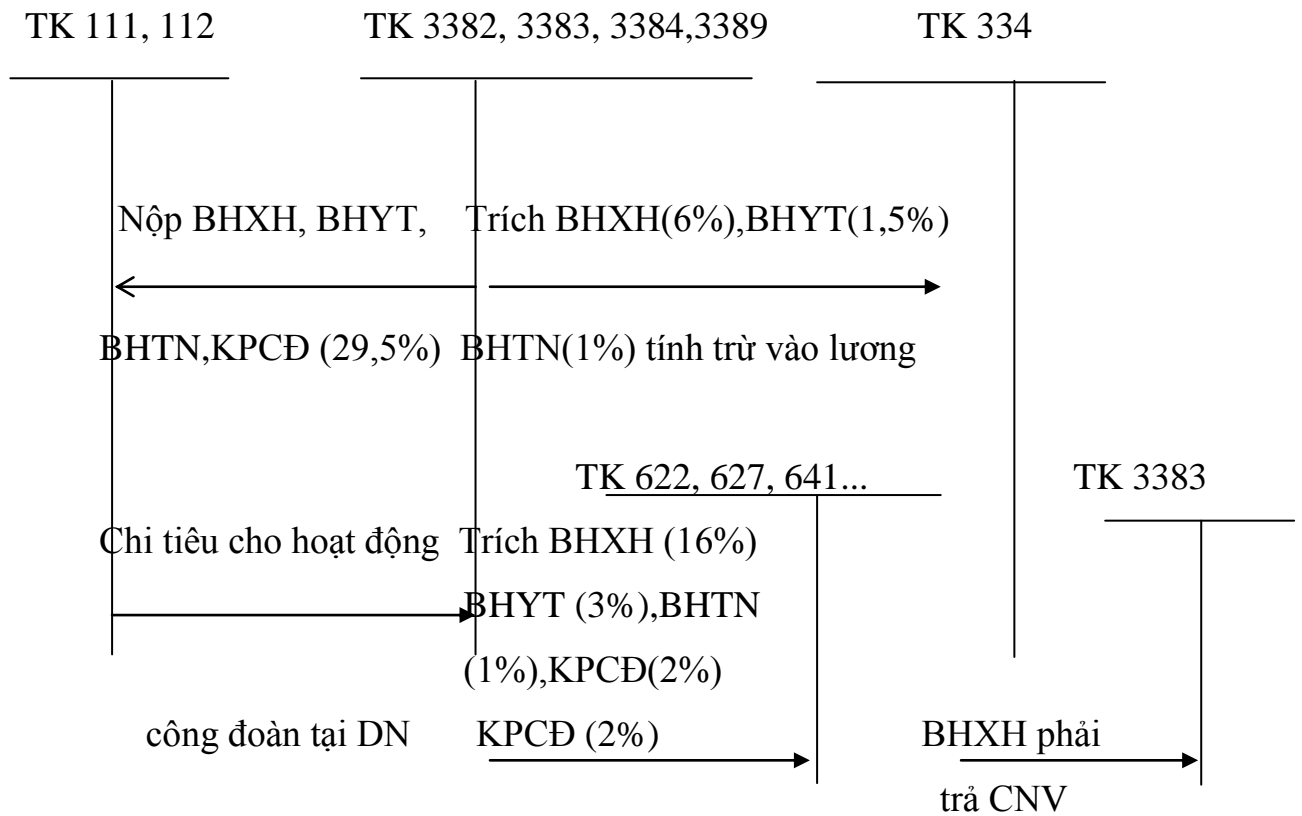 TK 111, 112
TK 3382, 3383, 3384,3389
TK 334
Nộp BHXH, BHYT,
Trích BHXH(6%),BHYT(1,5%)
BHTN,KPCĐ (29,5%)
BHTN(1%) tính trừ vào lương
TK 622, 627, 641...
TK 3383
Chi tiêu cho hoạt động
Trích BHXH (16%)
BHYT (3%),BHTN
(1%),KPCĐ(2%)
công đoàn tại DN
KPCĐ (2%)
BHXH phải
trả CNV